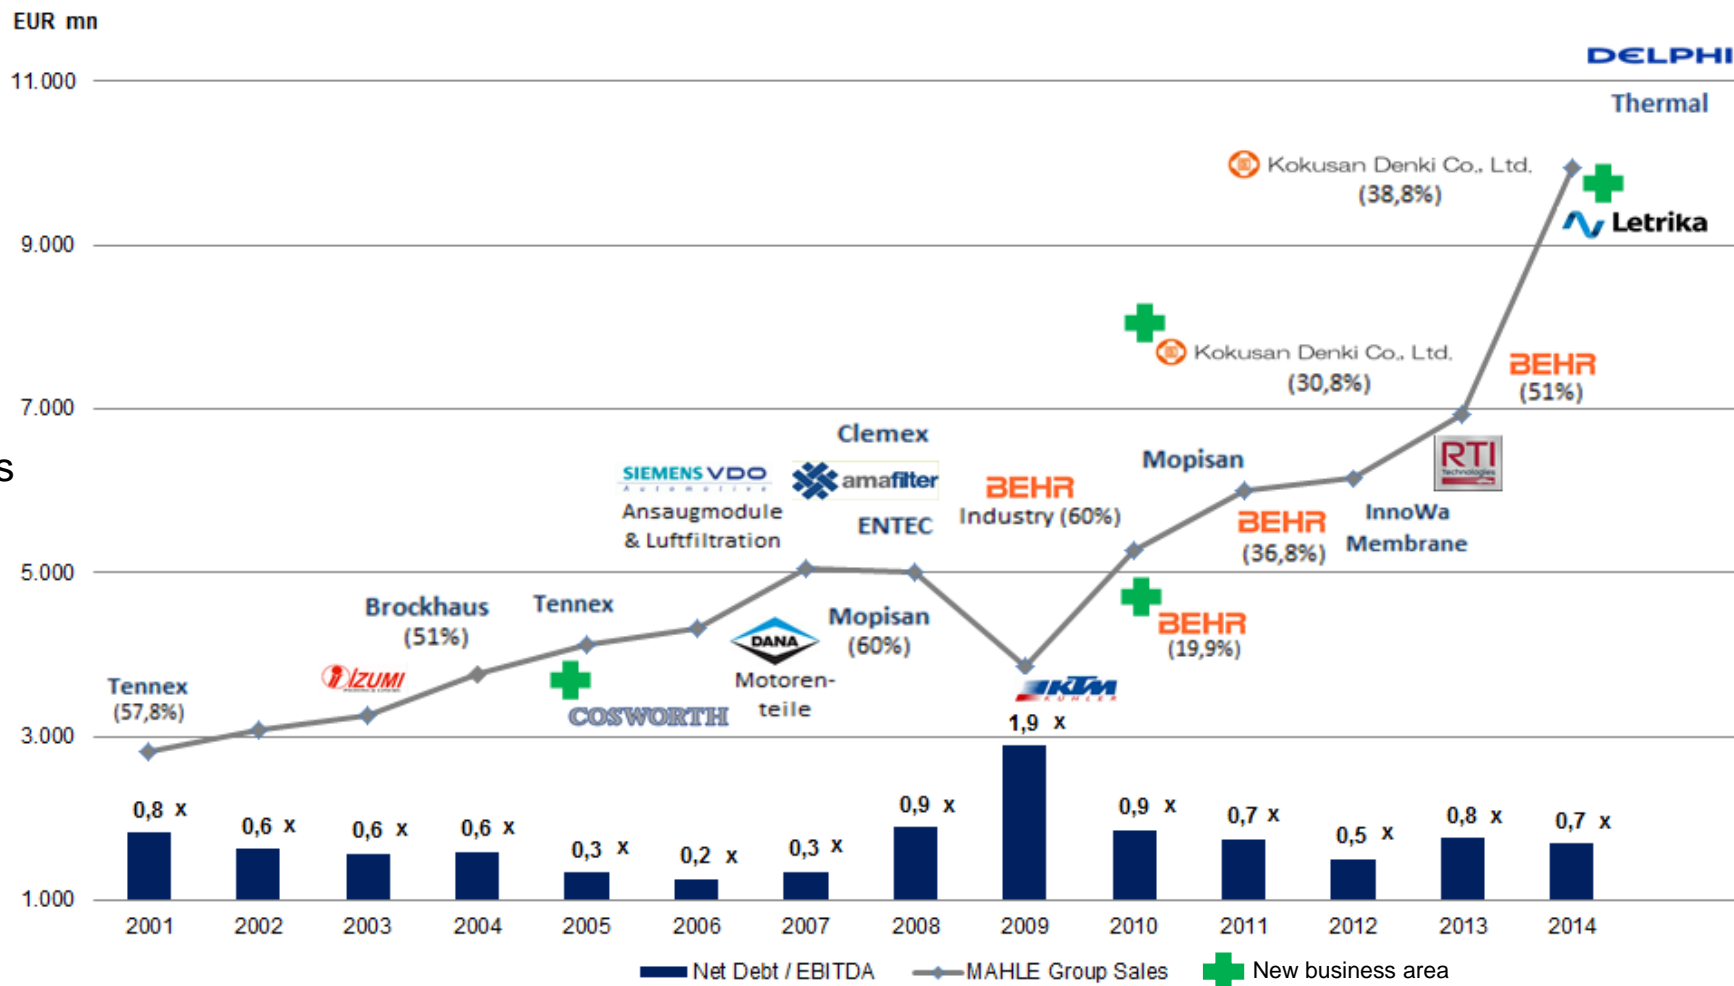 EUR mn
DELPHI
11.000
Thermal
Kokusan Denki Co., Ltd.
(38,8%)
Letrika
9.000
Kokusan Denki Co., Ltd.
(30,8%)
BEHR
(51%)
7.000
Clemex
s
SIEMENS VDO
Automotive
amafilter
Mopisan
RTI
Technologies
Ansaugmodule
& Luftfiltration
ENTEC
BEHR
Industry (60%)
BEHR
(36,8%)
InnoWa
Membrane
5.000
Brockhaus
(51%)
Tennex
Mopisan
(60%)
BEHR
(19,9%)
DANA
Motoren-
teile
IZUMI
Tennex
(57,8%)
COSWORTH
KTM
KÜHLER
3.000
0,8 x
0,6 x
0,6 x
0,6 x
0,3 x
0,2 x
0,3 x
0,9 x
1,9 x
0,9 x
0,7 x
0,5 x
0,8 x
0,7 x
1.000
2001 2002 2003 2004 2005 2006 2007 2008 2009 2010 2011 2012 2013 2014
Net Debt / EBITDA MAHLE Group Sales New business area